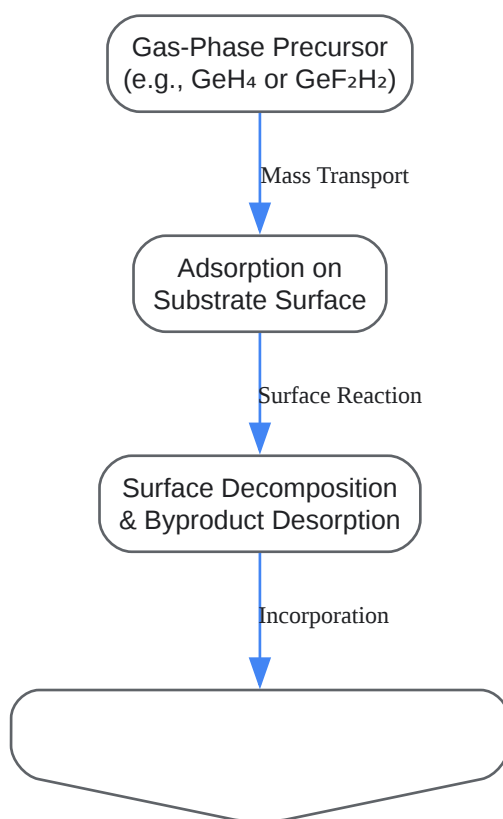 Gas-Phase Precursor
(e.g., GeH₄ or GeF₂H₂)
Mass Transport
Adsorption on
Substrate Surface
Surface Reaction
Surface Decomposition
& Byproduct Desorption
Incorporation